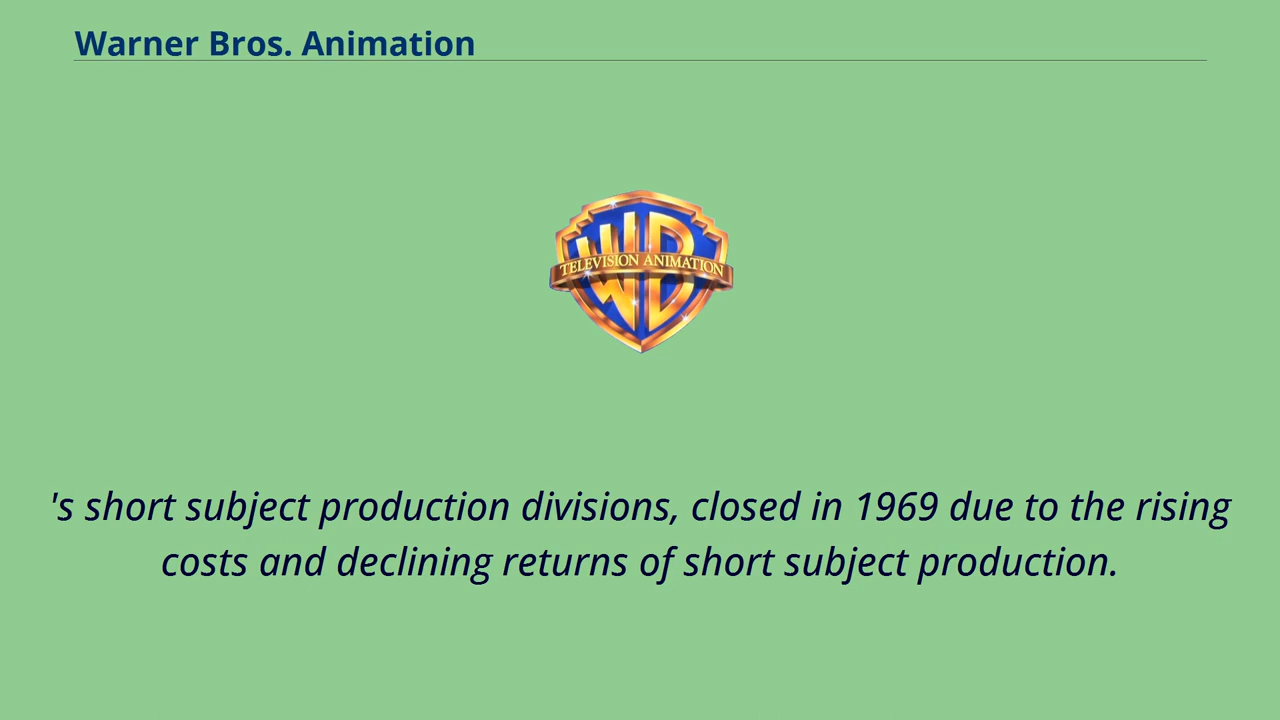 Warner Bros. Animation
WB
TELEVISION ANIMATION
's short subject production divisions, closed in 1969 due to the rising
costs and declining returns of short subject production.